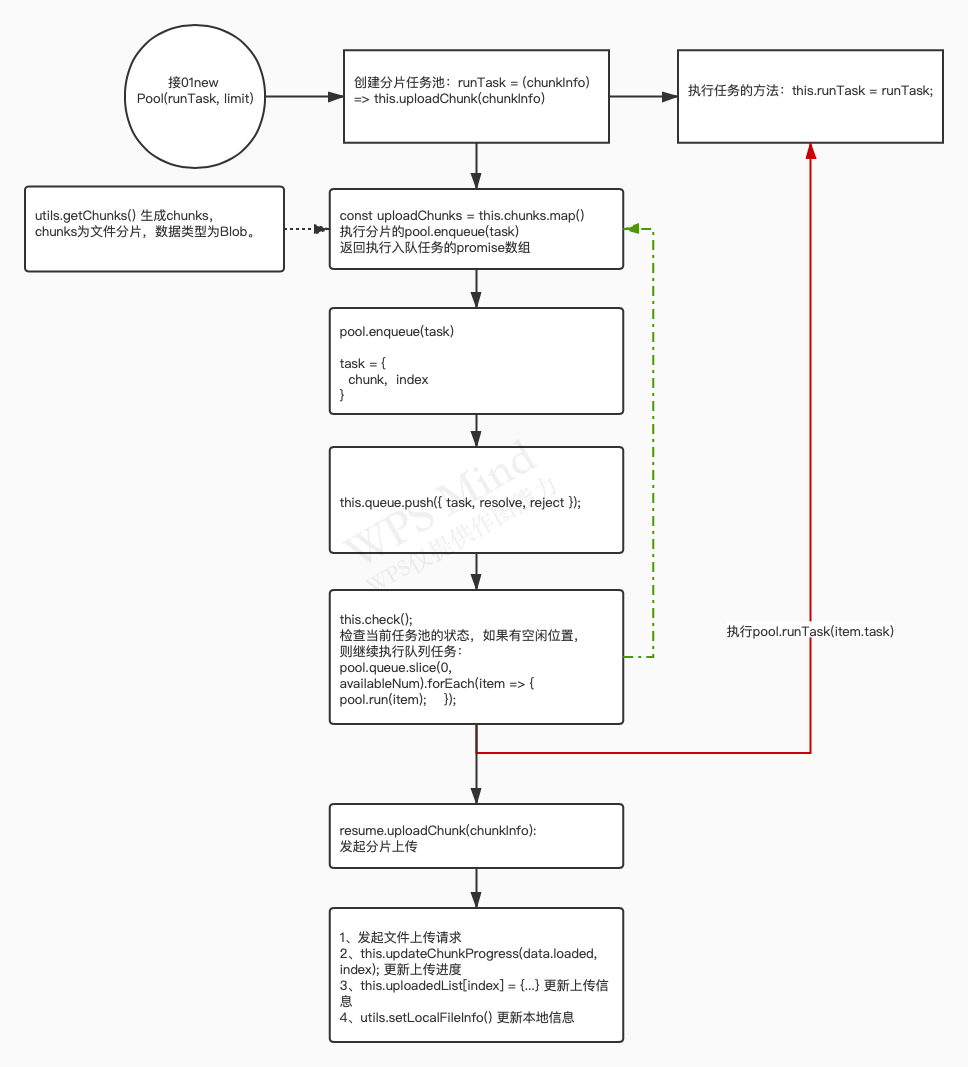 接01new
Pool(runTask, limit)
创建分片任务池：runTask = (chunkInfo)
=> this.uploadChunk(chunkInfo)
执行任务的方法：this.runTask = runTask;
utils.getChunks() 生成chunks，
chunks为文件分片，数据类型为Blob。
const uploadChunks = this.chunks.map()
执行分片的pool.enqueue(task)
返回执行入队任务的promise数组
pool.enqueue(task)
task = {
chunk, index
}
this.queue.push({ task, resolve, reject });
WPS Mind
WPS仅提供作图能力
this.check();
检查当前任务池的状态，如果有空闲位置，
则继续执行队列任务：
pool.queue.slice(0,
availableNum).forEach(item => {
pool.run(item); });
执行pool.runTask(item.task)
resume.uploadChunk(chunkInfo):
发起分片上传
1、发起文件上传请求
2、this.updateChunkProgress(data.loaded,
index); 更新上传进度
3、this.uploadedList[index] = {...} 更新上传信
息
4、utils.setLocalFileInfo() 更新本地信息